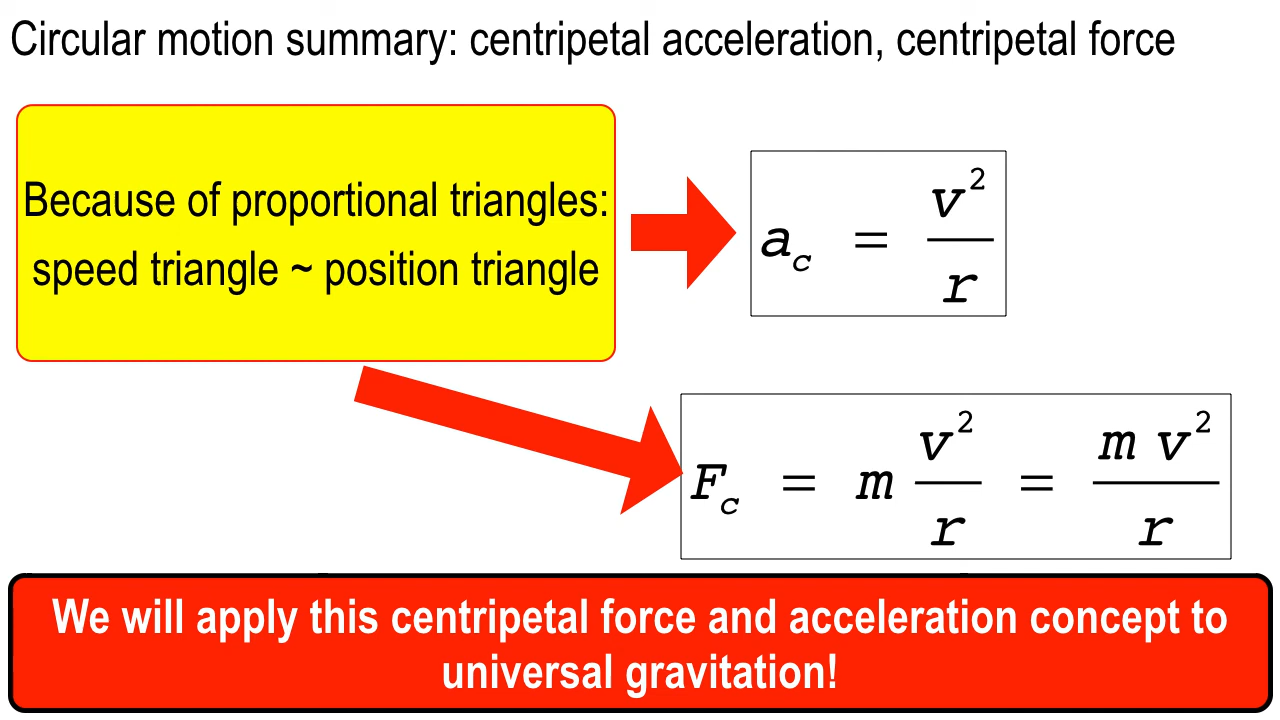 Circular motion summary: centripetal acceleration, centripetal force
Because of proportional triangles:
speed triangle ~ position triangle
a_c = v^2 / r
F_c = m v^2 / r = m v^2 / r
We will apply this centripetal force and acceleration concept to
universal gravitation!